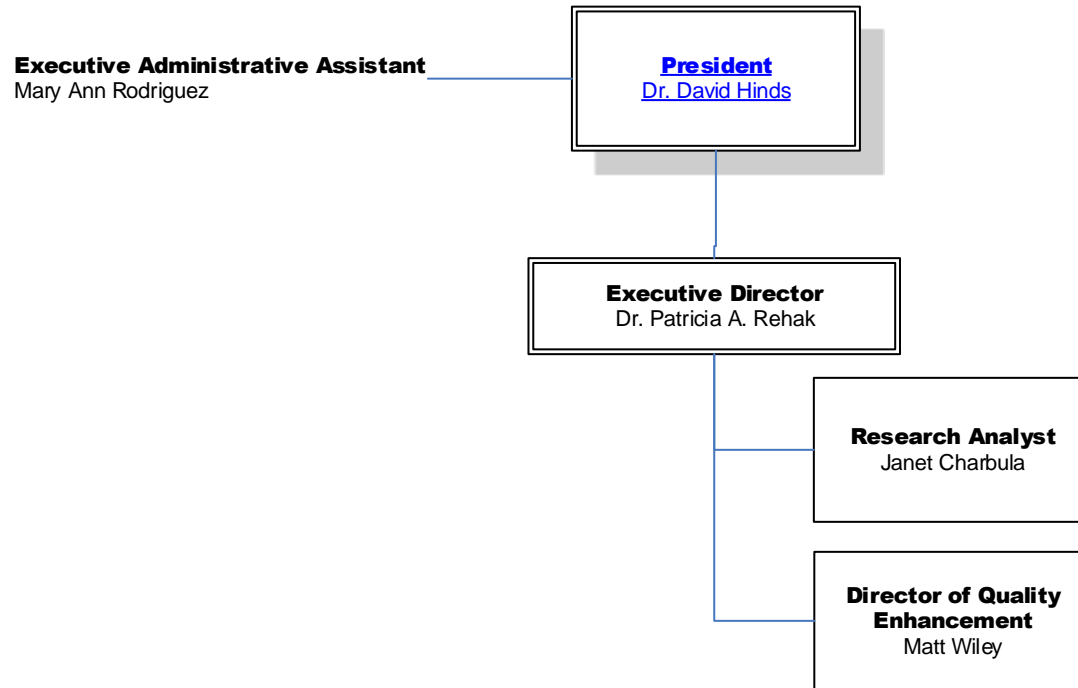 Executive Administrative Assistant
Mary Ann Rodriguez
President
Dr. David Hinds
Executive Director
Dr. Patricia A. Rehak
Research Analyst
Janet Charbula
Director of Quality
Enhancement
Matt Wiley